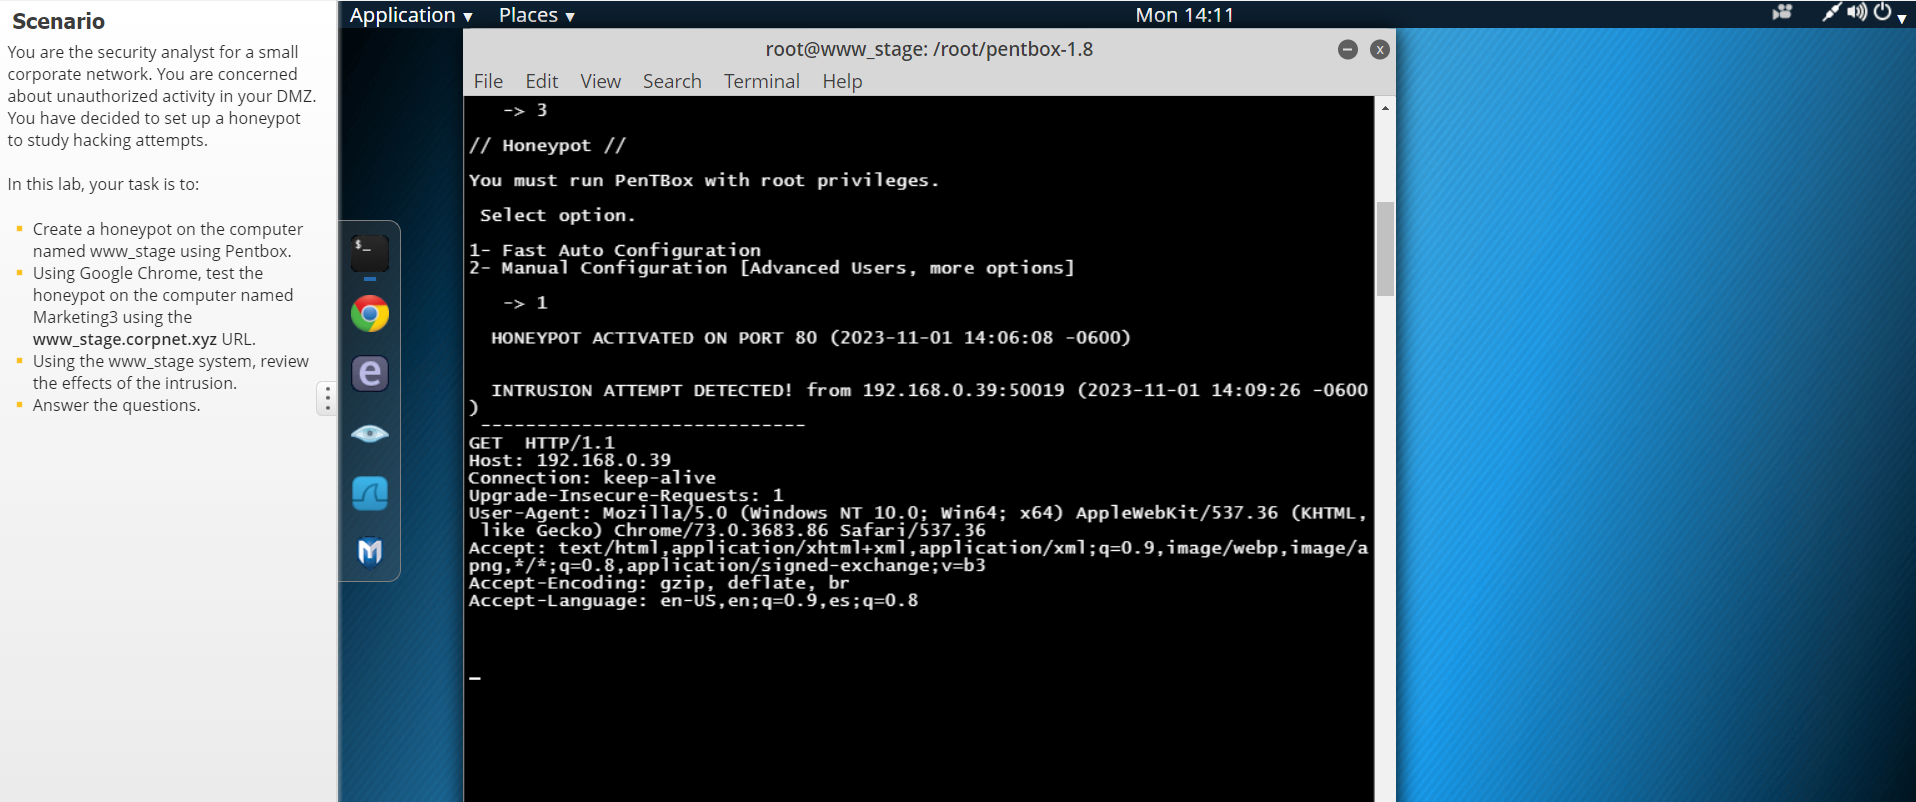 Scenario
You are the security analyst for a small
corporate network. You are concerned
about unauthorized activity in your DMZ.
You have decided to set up a honeypot
to study hacking attempts.
In this lab, your task is to:
Create a honeypot on the computer
named www_stage using Pentbox.
Using Google Chrome, test the
honeypot on the computer named
Marketing3 using the
www_stage.corpnet.xyz URL.
Using the www_stage system, review
the effects of the intrusion.
Answer the questions.
Application ▾ Places ▾ Mon 14:11
root@www_stage: /root/pentbox-1.8
File Edit View Search Terminal Help
-> 3
// Honeypot //
You must run PenTBox with root privileges.
Select option.
1- Fast Auto Configuration
2- Manual Configuration [Advanced Users, more options]
-> 1
HONEYPOT ACTIVATED ON PORT 80 (2023-11-01 14:06:08 -0600)
INTRUSION ATTEMPT DETECTED! from 192.168.0.39:50019 (2023-11-01 14:09:26 -0600
)
-----------------------------
GET  HTTP/1.1
Host: 192.168.0.39
Connection: keep-alive
Upgrade-Insecure-Requests: 1
User-Agent: Mozilla/5.0 (Windows NT 10.0; Win64; x64) AppleWebKit/537.36 (KHTML,
like Gecko) Chrome/73.0.3683.86 Safari/537.36
Accept: text/html,application/xhtml+xml,application/xml;q=0.9,image/webp,image/a
png,*/*;q=0.8,application/signed-exchange;v=b3
Accept-Encoding: gzip, deflate, br
Accept-Language: en-US,en;q=0.9,es;q=0.8